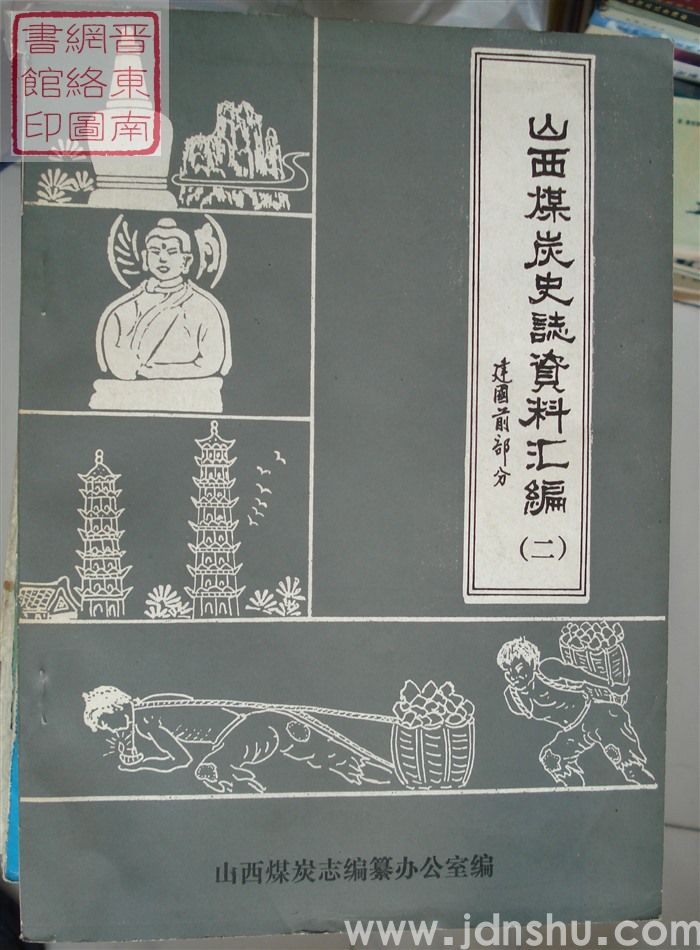 晋東南
網絡圖
書館印
山西煤炭史誌資料汇編(二)
建國前部分
山西煤炭志编纂办公室编
www.jdnshu.com